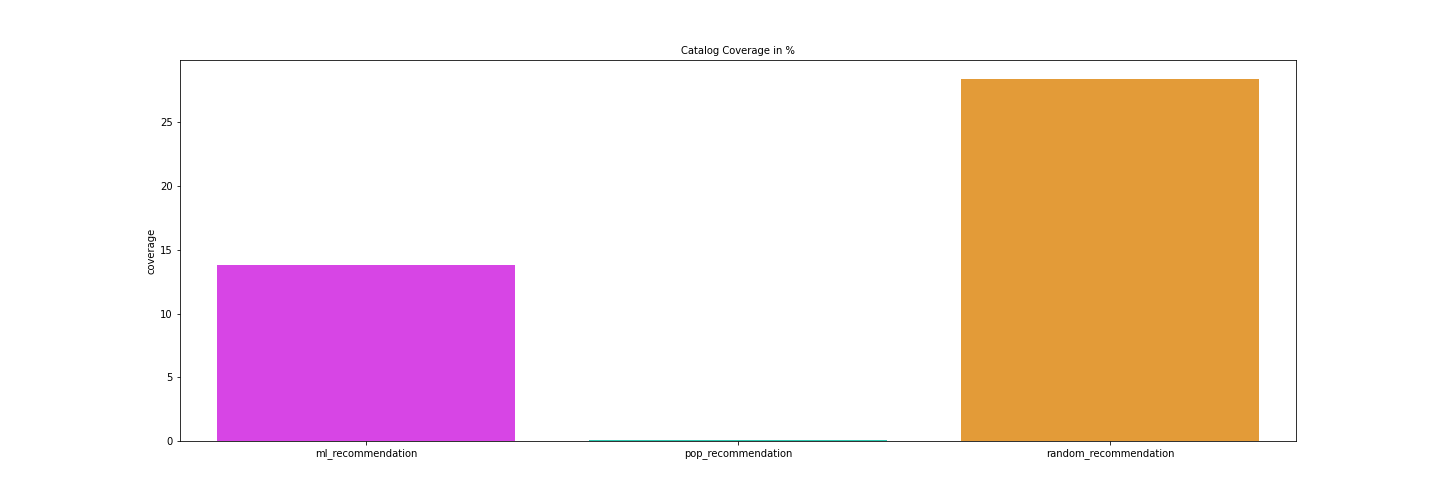 Catalog Coverage in %
coverage
25
20
15
10
5
0
ml_recommendation
pop_recommendation
random_recommendation